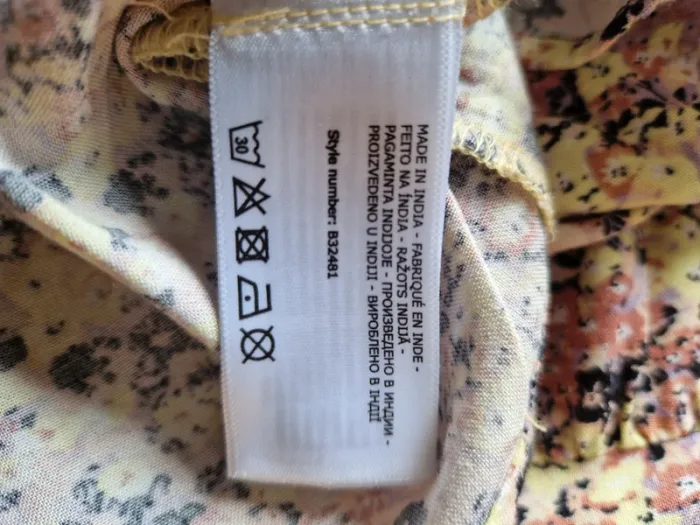 MADE IN INDIA - FABRIQUÉ EN INDE -
FEITO NA ÍNDIA - RAŽOTS INDIJĀ -
PAGAMINTA INDIJOJE - ПРОИЗВЕДЕНО В ИНДИИ -
PROIZVEDENO U INDIJI - ВИРОБЛЕНО В ІНДІЇ
Style number: B32481
30